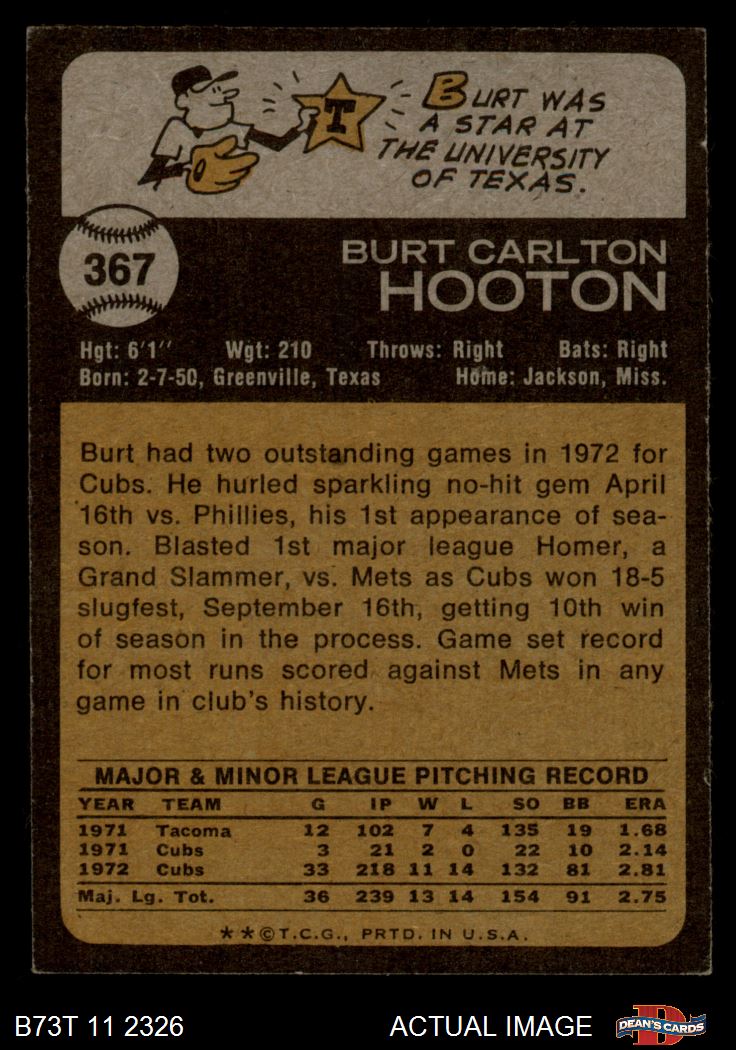 T
BURT WAS
A STAR AT
THE UNIVERSITY
OF TEXAS.
367
BURT CARLTON
HOOTON
Hgt: 6'1" Wgt: 210 Throws: Right Bats: Right
Born: 2-7-50, Greenville, Texas Home: Jackson, Miss.
Burt had two outstanding games in 1972 for
Cubs. He hurled sparkling no-hit gem April
16th vs. Phillies, his 1st appearance of sea-
son. Blasted 1st major league Homer, a
Grand Slammer, vs. Mets as Cubs won 18-5
slugfest, September 16th, getting 10th win
of season in the process. Game set record
for most runs scored against Mets in any
game in club's history.
MAJOR & MINOR LEAGUE PITCHING RECORD
YEAR TEAM G IP W L SO BB ERA
1971 Tacoma 12 102 7 4 135 19 1.68
1971 Cubs 3 21 2 0 22 10 2.14
1972 Cubs 33 218 11 14 132 81 2.81
Maj. Lg. Tot. 36 239 13 14 154 91 2.75
**©T.C.G., PRTD. IN U.S.A.
B73T 11 2326 ACTUAL IMAGE
D
DEAN'S CARDS